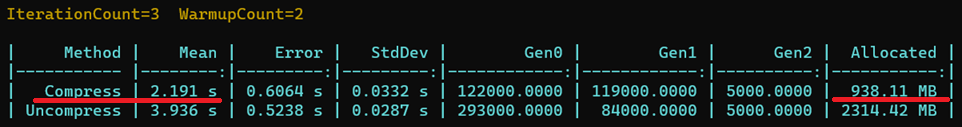 IterationCount=3  WarmupCount=2
|     Method |    Mean |    Error |   StdDev |        Gen0 |        Gen1 |      Gen2 |  Allocated |
|----------- |--------:|---------:|---------:|------------:|------------:|----------:|-----------:|
|   Compress | 2.191 s | 0.6064 s | 0.0332 s | 122000.0000 | 119000.0000 | 5000.0000 |  938.11 MB |
| Uncompress | 3.936 s | 0.5238 s | 0.0287 s | 293000.0000 |  84000.0000 | 5000.0000 | 2314.42 MB |